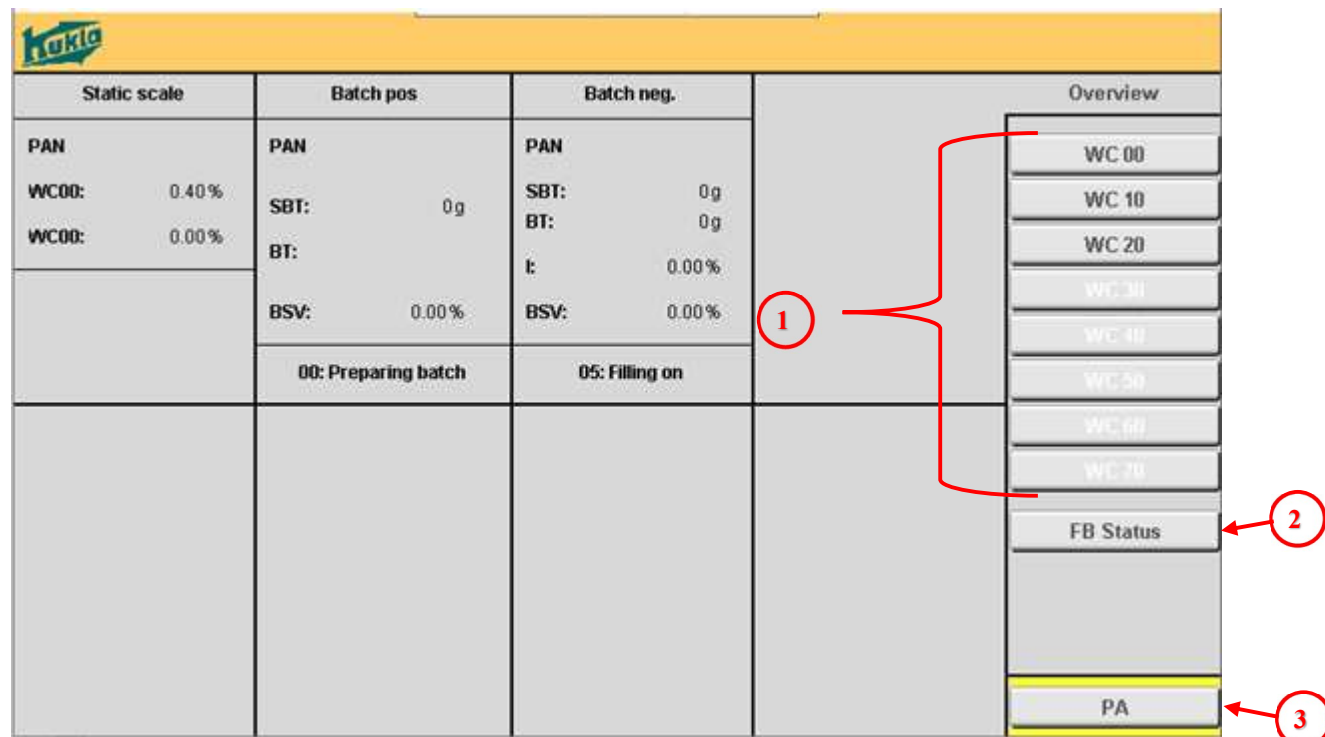 Kukla
Static scale
Batch pos
Batch neg.
Overview
PAN
WC00: 0.40%
WC00: 0.00%
PAN
SBT: 0g
BT:
BSV: 0.00%
00: Preparing batch
PAN
SBT: 0g
BT: 0g
I: 0.00%
BSV: 0.00%
05: Filling on
1
WC 00
WC 10
WC 20
WC 30
WC 40
WC 50
WC 60
WC 70
FB Status
2
PA
3